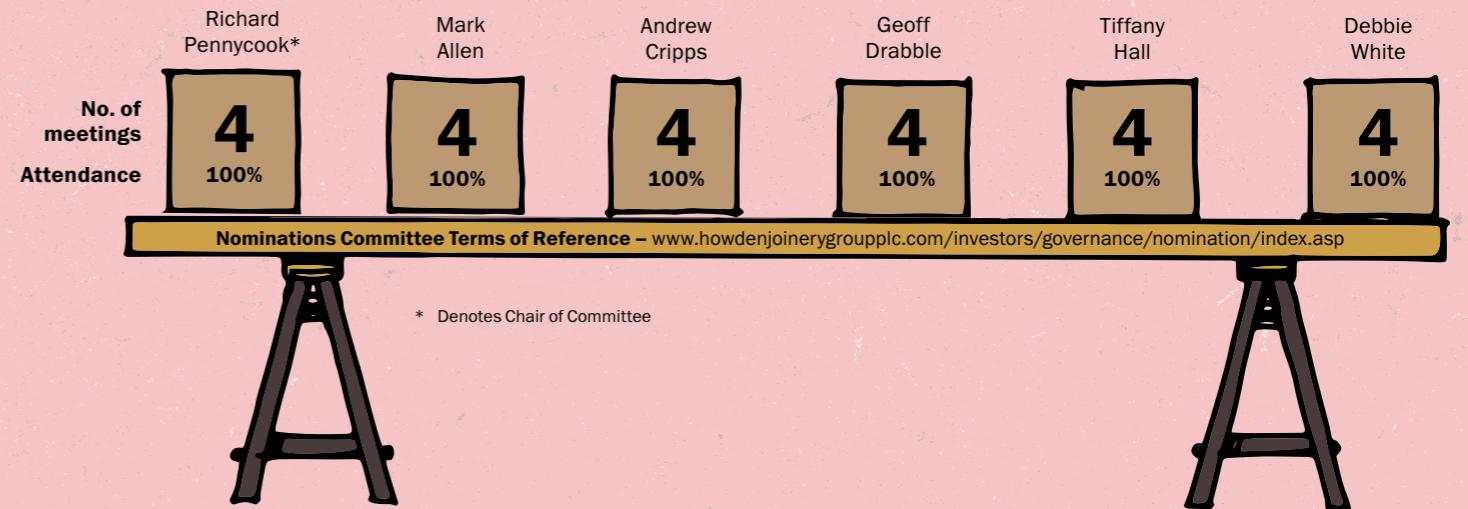 Richard
Pennycook*
Mark
Allen
Andrew
Cripps
Geoff
Drabble
Tiffany
Hall
Debbie
White
No. of
meetings
4 4 4 4 4 4
Attendance
100% 100% 100% 100% 100% 100%
Nominations Committee Terms of Reference – www.howdenjoinerygroupplc.com/investors/governance/nomination/index.asp
* Denotes Chair of Committee